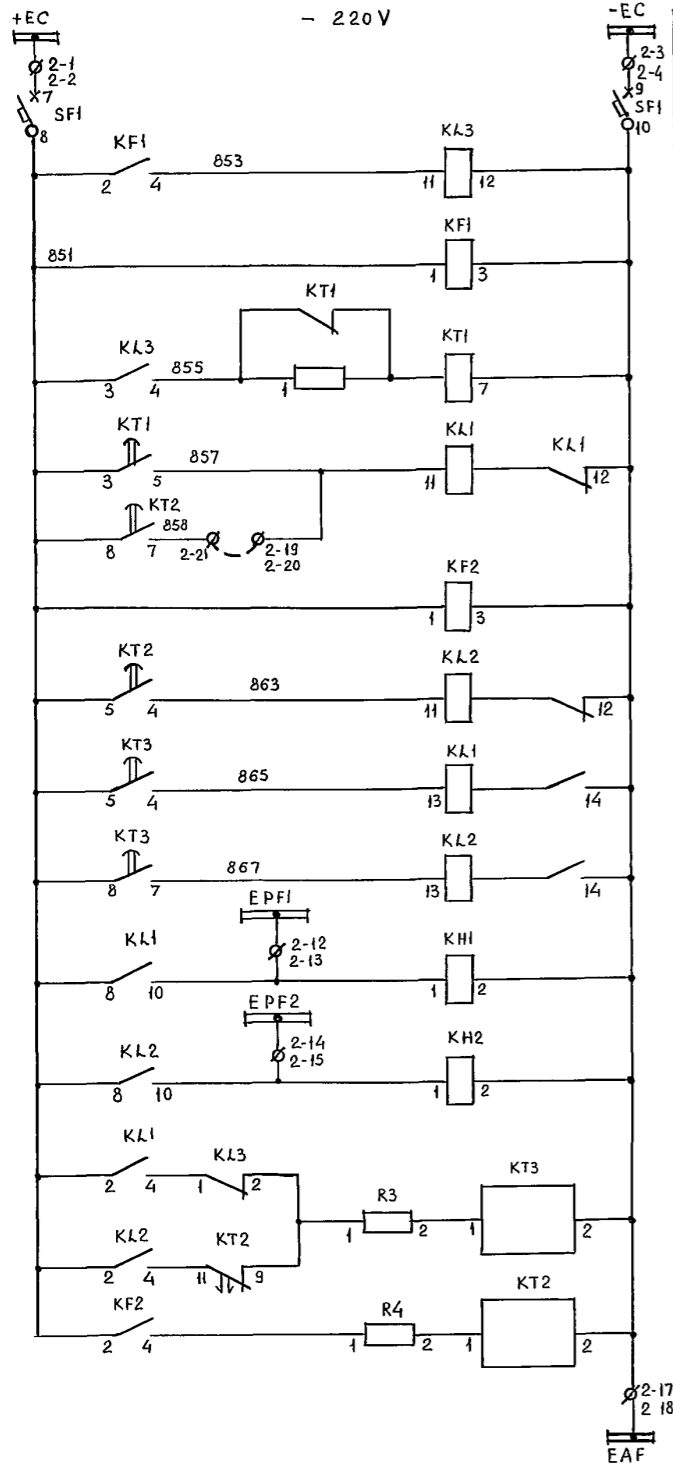 +EC
- 220V
-EC
2-1
2-2
2-3
2-4
7
SF1
8
9
SF1
10
KF1
853
KL3
2 4
11 12
851
KF1
1 3
KT1
KL3
855
KT1
3 4
1
7
KT1
857
KL1
KL1
3 5
11
12
KT2
858
8 7
2-21
2-19
2-20
KF2
1 3
KT2
863
KL2
5 4
11
12
KT3
865
KL1
5 4
13
14
KT3
867
KL2
8 7
13
14
EPF1
2-12
2-13
KL1
KH1
8 10
1 2
EPF2
2-14
2-15
KL2
KH2
8 10
1 2
KL1
KL3
2 4
1 2
R3
KT3
1 2
1 2
KL2
KT2
2 4
11 9
KF2
R4
KT2
2 4
1 2
1 2
2-17
2 18
EAF